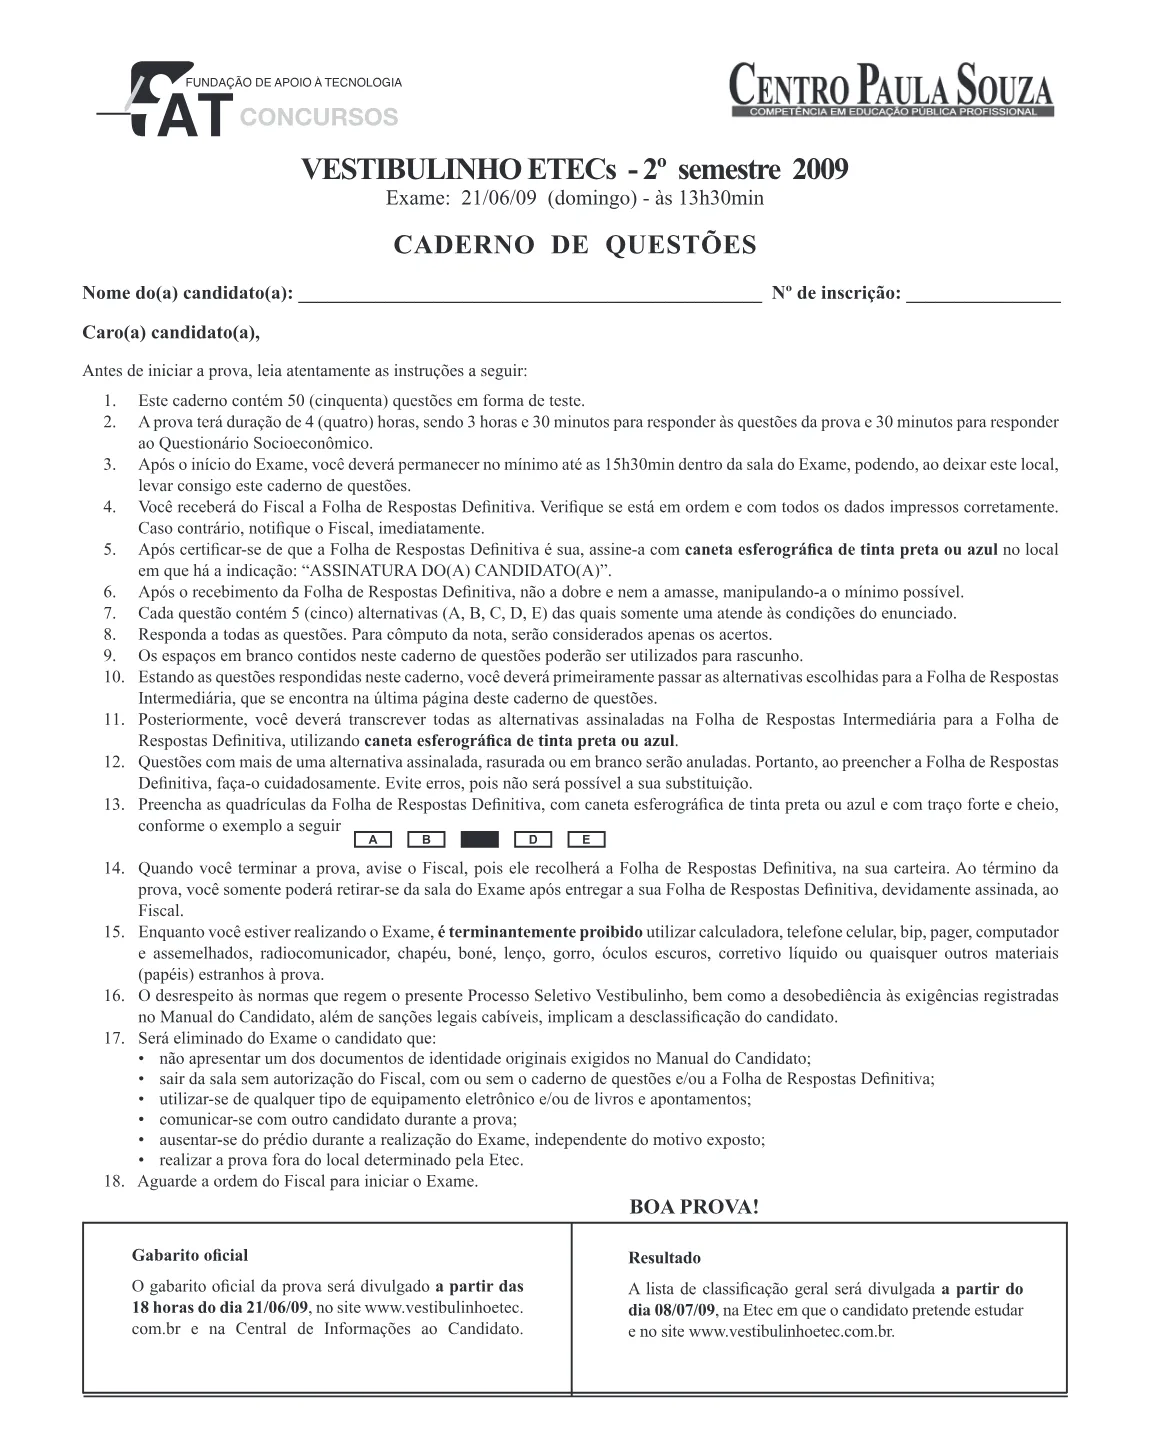 FUNDAÇÃO DE APOIO À TECNOLOGIA
FAT CONCURSOS
CENTRO PAULA SOUZA
COMPETÊNCIA EM EDUCAÇÃO PÚBLICA PROFISSIONAL
VESTIBULINHO ETECs - 2º semestre 2009
Exame: 21/06/09 (domingo) - às 13h30min
CADERNO DE QUESTÕES
Nome do(a) candidato(a): ________________ Nº de inscrição: ________________
Caro(a) candidato(a),
Antes de iniciar a prova, leia atentamente as instruções a seguir:
1. Este caderno contém 50 (cinquenta) questões em forma de teste.
2. A prova terá duração de 4 (quatro) horas, sendo 3 horas e 30 minutos para responder às questões da prova e 30 minutos para responder
ao Questionário Socioeconômico.
3. Após o início do Exame, você deverá permanecer no mínimo até as 15h30min dentro da sala do Exame, podendo, ao deixar este local,
levar consigo este caderno de questões.
4. Você receberá do Fiscal a Folha de Respostas Definitiva. Verifique se está em ordem e com todos os dados impressos corretamente.
Caso contrário, notifique o Fiscal, imediatamente.
5. Após certificar-se de que a Folha de Respostas Definitiva é sua, assine-a com caneta esferográfica de tinta preta ou azul no local
em que há a indicação: “ASSINATURA DO(A) CANDIDATO(A)”.
6. Após o recebimento da Folha de Respostas Definitiva, não a dobre e nem a amasse, manipulando-a o mínimo possível.
7. Cada questão contém 5 (cinco) alternativas (A, B, C, D, E) das quais somente uma atende às condições do enunciado.
8. Responda a todas as questões. Para cômputo da nota, serão considerados apenas os acertos.
9. Os espaços em branco contidos neste caderno de questões poderão ser utilizados para rascunho.
10. Estando as questões respondidas neste caderno, você deverá primeiramente passar as alternativas escolhidas para a Folha de Respostas
Intermediária, que se encontra na última página deste caderno de questões.
11. Posteriormente, você deverá transcrever todas as alternativas assinaladas na Folha de Respostas Intermediária para a Folha de
Respostas Definitiva, utilizando caneta esferográfica de tinta preta ou azul.
12. Questões com mais de uma alternativa assinalada, rasurada ou em branco serão anuladas. Portanto, ao preencher a Folha de Respostas
Definitiva, faça-o cuidadosamente. Evite erros, pois não será possível a sua substituição.
13. Preencha as quadrículas da Folha de Respostas Definitiva, com caneta esferográfica de tinta preta ou azul e com traço forte e cheio,
conforme o exemplo a seguir
A B D E
14. Quando você terminar a prova, avise o Fiscal, pois ele recolherá a Folha de Respostas Definitiva, na sua carteira. Ao término da
prova, você somente poderá retirar-se da sala do Exame após entregar a sua Folha de Respostas Definitiva, devidamente assinada, ao
Fiscal.
15. Enquanto você estiver realizando o Exame, é terminantemente proibido utilizar calculadora, telefone celular, bip, pager, computador
e assemelhados, radiocomunicador, chapéu, boné, lenço, gorro, óculos escuros, corretivo líquido ou quaisquer outros materiais
(papéis) estranhos à prova.
16. O desrespeito às normas que regem o presente Processo Seletivo Vestibulinho, bem como a desobediência às exigências registradas
no Manual do Candidato, além de sanções legais cabíveis, implicam a desclassificação do candidato.
17. Será eliminado do Exame o candidato que:
• não apresentar um dos documentos de identidade originais exigidos no Manual do Candidato;
• sair da sala sem autorização do Fiscal, com ou sem o caderno de questões e/ou a Folha de Respostas Definitiva;
• utilizar-se de qualquer tipo de equipamento eletrônico e/ou de livros e apontamentos;
• comunicar-se com outro candidato durante a prova;
• ausentar-se do prédio durante a realização do Exame, independente do motivo exposto;
• realizar a prova fora do local determinado pela Etec.
18. Aguarde a ordem do Fiscal para iniciar o Exame.
BOA PROVA!
Gabarito oficial
O gabarito oficial da prova será divulgado a partir das
18 horas do dia 21/06/09, no site www.vestibulinhoetec.
com.br e na Central de Informações ao Candidato.
Resultado
A lista de classificação geral será divulgada a partir do
dia 08/07/09, na Etec em que o candidato pretende estudar
e no site www.vestibulinhoetec.com.br.